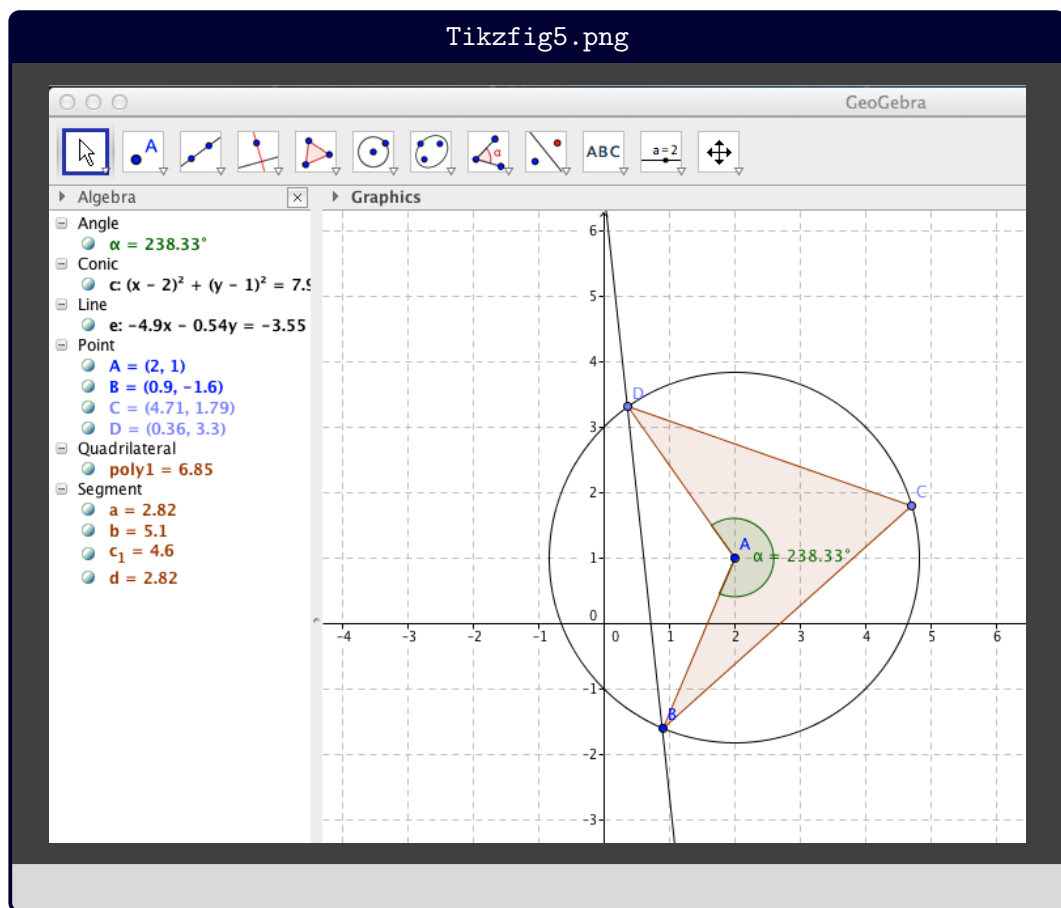 Tikzfig5.png
GeoGebra
A
α
ABC
a=2
Algebra
Graphics
Angle
α = 238.33°
Conic
c: (x – 2)² + (y – 1)² = 7.9
Line
e: –4.9x – 0.54y = –3.55
Point
A = (2, 1)
B = (0.9, –1.6)
C = (4.71, 1.79)
D = (0.36, 3.3)
Quadrilateral
poly1 = 6.85
Segment
a = 2.82
b = 5.1
c₁ = 4.6
d = 2.82
6
5
4
D
3
2
C
A
1
α = 238.33°
0
-4 -3 -2 -1 0 1 2 3 4 5 6
-1
B
-2
-3